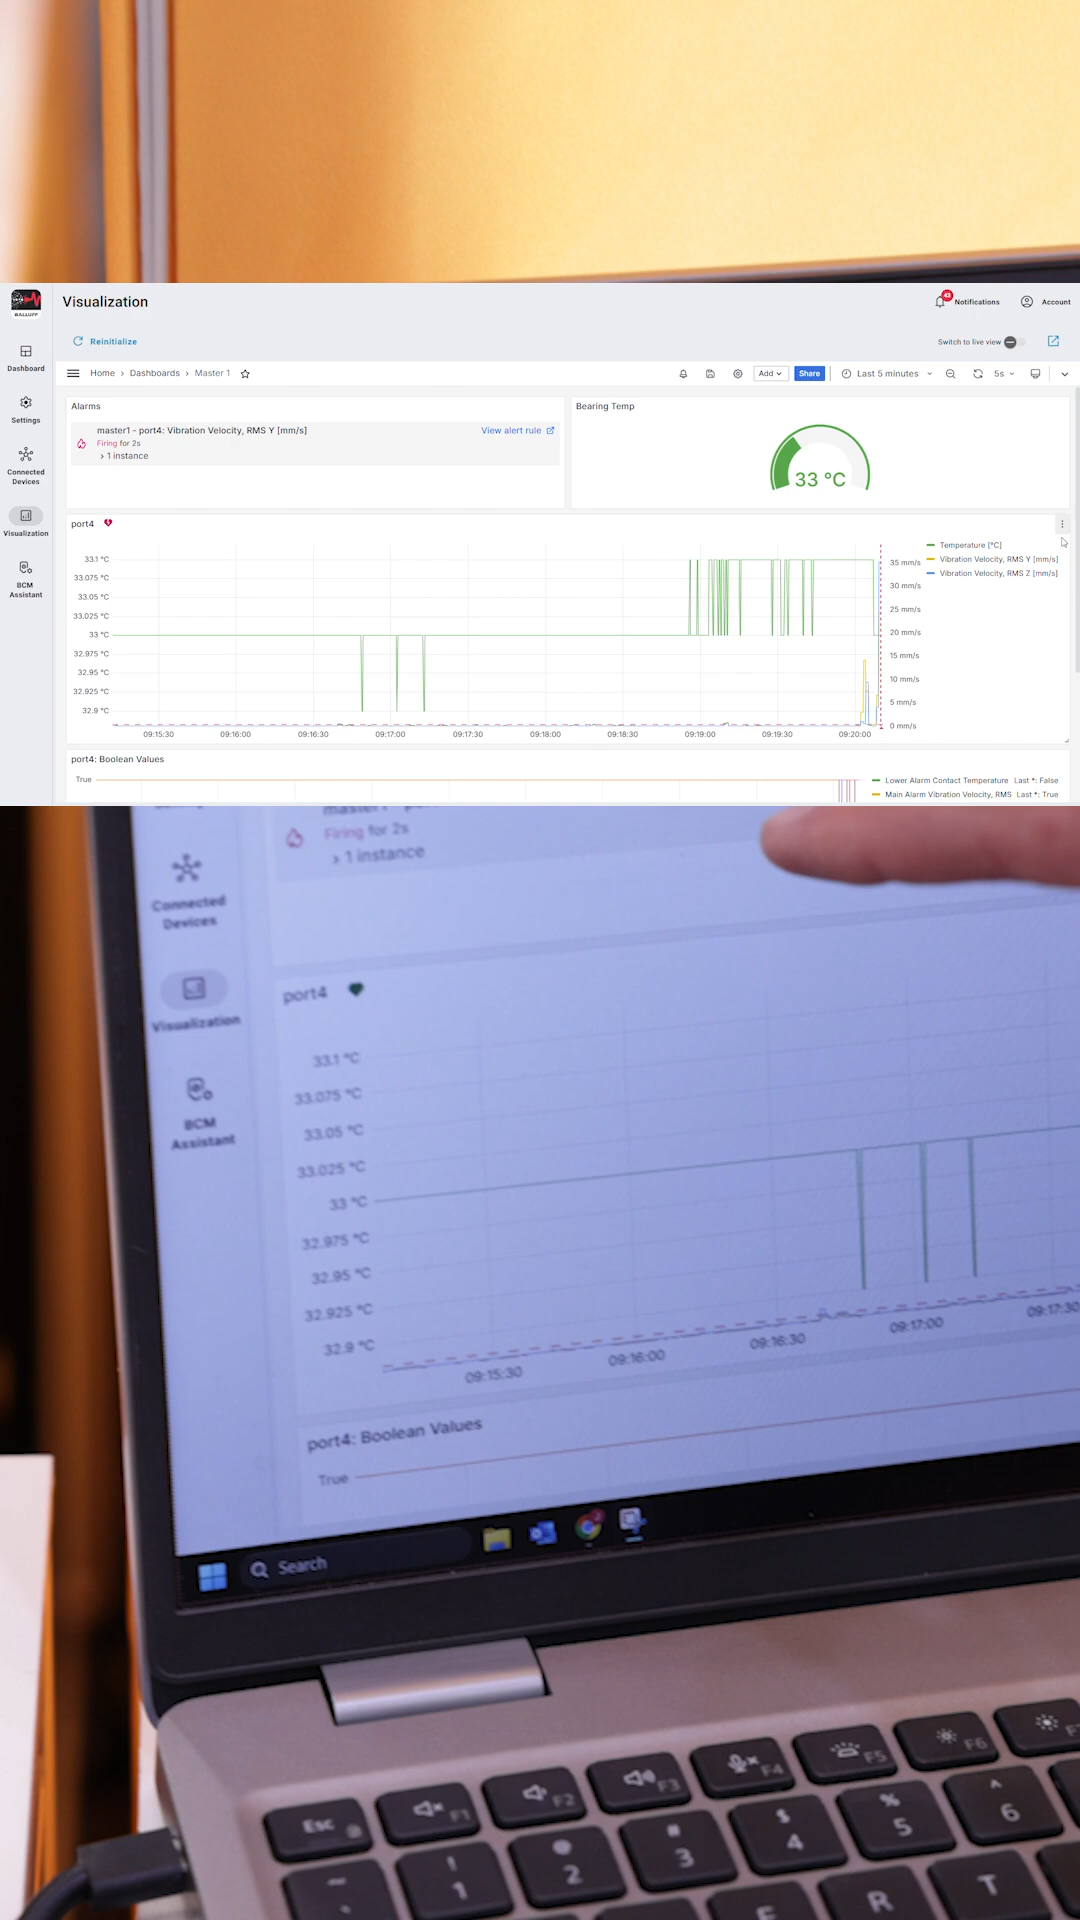 BALLUFF
Visualization
43
Notifications
Account
Reinitialize
Switch to live view
Dashboard
Home › Dashboards › Master 1
Add
Share
Last 5 minutes
5s
Settings
Connected Devices
Visualization
BCM Assistant
Alarms
master1 - port4: Vibration Velocity, RMS Y [mm/s]
View alert rule
Firing for 2s
› 1 instance
Bearing Temp
33 °C
port4
33.1 °C
33.075 °C
33.05 °C
33.025 °C
33 °C
32.975 °C
32.95 °C
32.925 °C
32.9 °C
35 mm/s
30 mm/s
25 mm/s
20 mm/s
15 mm/s
10 mm/s
5 mm/s
0 mm/s
Temperature [°C]
Vibration Velocity, RMS Y [mm/s]
Vibration Velocity, RMS Z [mm/s]
09:15:30 09:16:00 09:16:30 09:17:00 09:17:30 09:18:00 09:18:30 09:19:00 09:19:30 09:20:00
port4: Boolean Values
True
Lower Alarm Contact Temperature Last *: False
Main Alarm Vibration Velocity, RMS Last *: True
Firing for 2s
› 1 instance
Connected
Devices
Visualization
BCM
Assistant
port4
33.1 °C
33.075 °C
33.05 °C
33.025 °C
33 °C
32.975 °C
32.95 °C
32.925 °C
32.9 °C
09:15:30 09:16:00 09:16:30 09:17:00 09:17:30
port4: Boolean Values
True
Search
Esc F1 F2 F3 F4 F5 F6
! 1 @ 2 # 3 $ 4 % 5 ^ 6
E R T